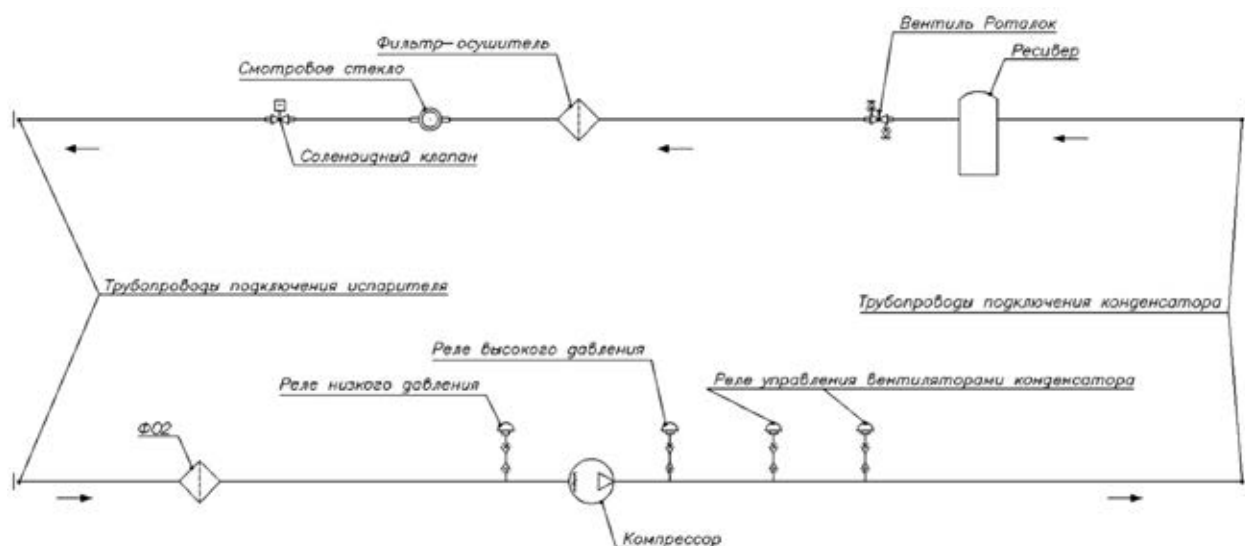 Вентиль Роталок
Фильтр-осушитель
Ресивер
Смотровое стекло
Соленоидный клапан
Трубопроводы подключения испарителя
Трубопроводы подключения конденсатора
Реле высокого давления
Реле низкого давления
Реле управления вентиляторами конденсатора
ФО2
Компрессор